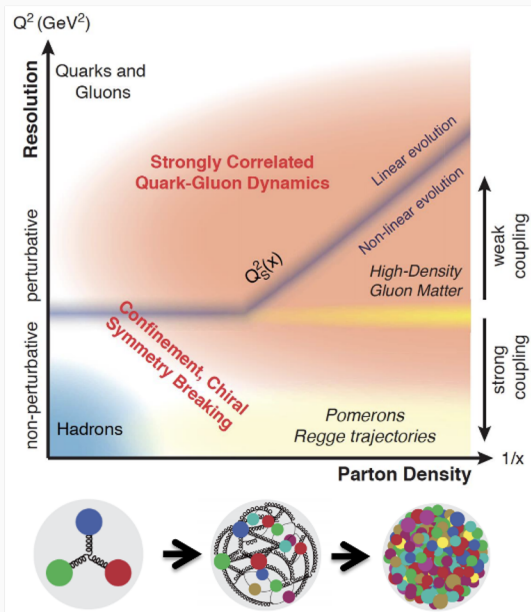 Q² (GeV²)
Resolution
Quarks and
Gluons
Strongly Correlated
Quark-Gluon Dynamics
Linear evolution
Non-linear evolution
Q²S(x)
High-Density
Gluon Matter
weak
coupling
strong
coupling
perturbative
non-perturbative
Confinement, Chiral
Symmetry Breaking
Hadrons
Pomerons
Regge trajectories
1/x
Parton Density